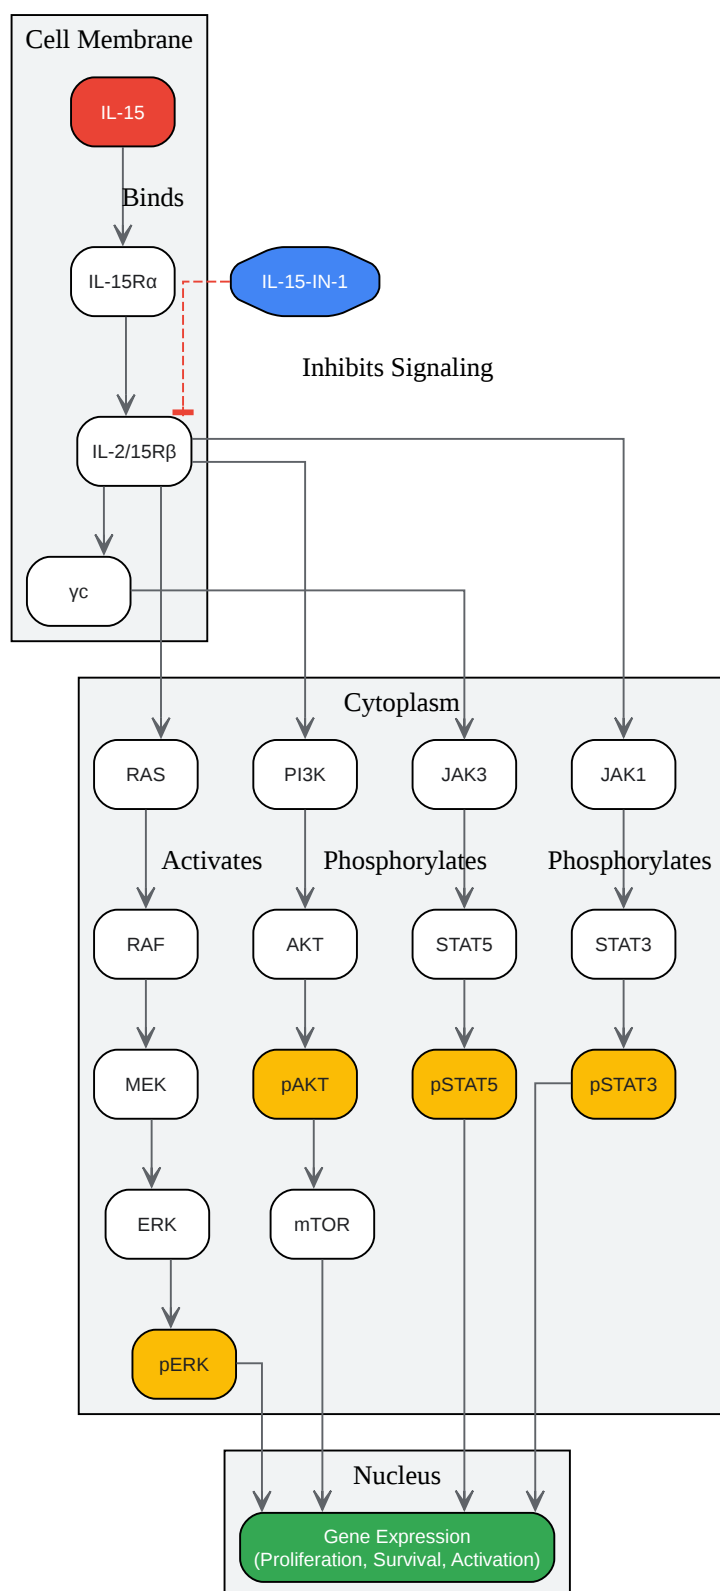 Cell Membrane
IL-15
Binds
IL-15Rα
IL-15-IN-1
Inhibits Signaling
IL-2/15Rβ
γc
Cytoplasm
RAS
PI3K
JAK3
JAK1
Activates
Phosphorylates
Phosphorylates
RAF
AKT
STAT5
STAT3
MEK
pAKT
pSTAT5
pSTAT3
ERK
mTOR
pERK
Nucleus
Gene Expression
(Proliferation, Survival, Activation)